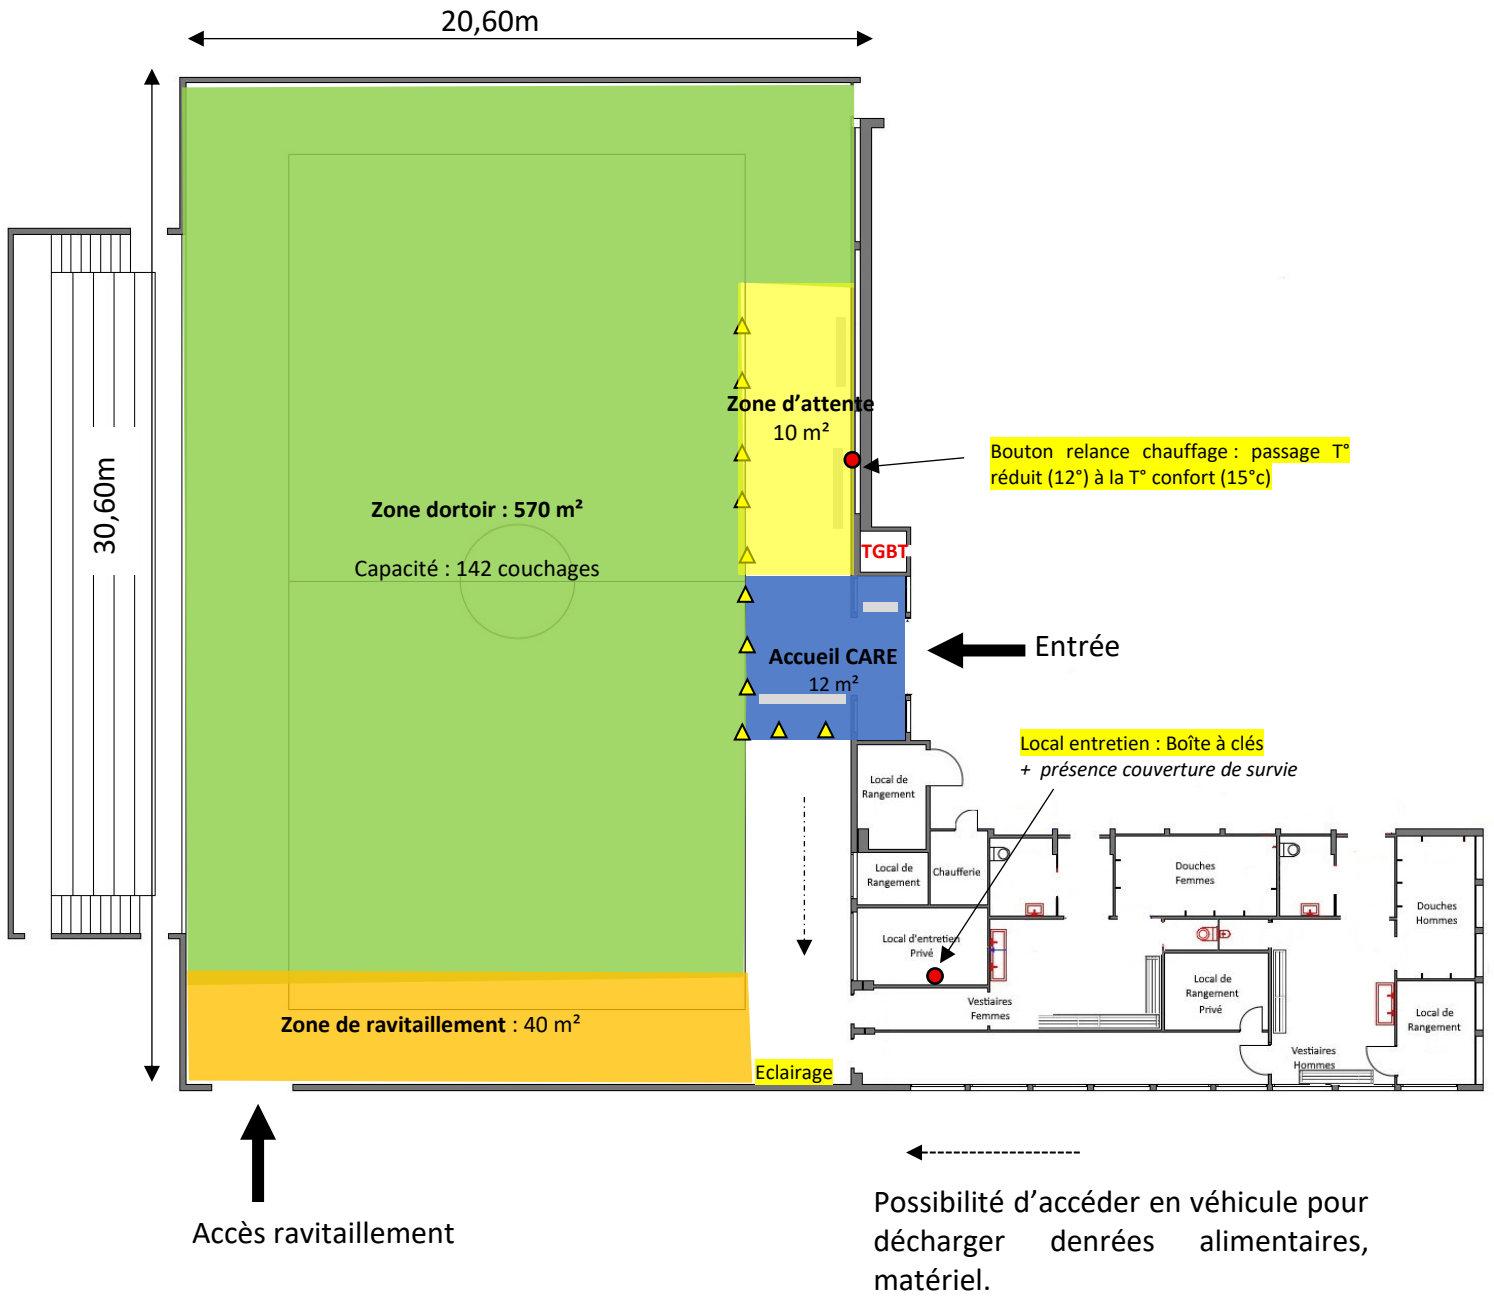 20,60m
30,60m
Zone d'attente
10 m²
Bouton relance chauffage : passage T°
réduit (12°) à la T° confort (15°c)
Zone dortoir : 570 m²
Capacité : 142 couchages
TGBT
Entrée
Accueil CARE
12 m²
Local entretien : Boîte à clés
+ présence couverture de survie
Local de
Rangement
Local de
Rangement
Chaufferie
Douches
Femmes
Douches
Hommes
Local d'entretien
Privé
Local de
Rangement
Privé
Vestiaires
Femmes
Local de
Rangement
Vestiaires
Hommes
Zone de ravitaillement : 40 m²
Eclairage
Accès ravitaillement
Possibilité d'accéder en véhicule pour
décharger denrées alimentaires,
matériel.